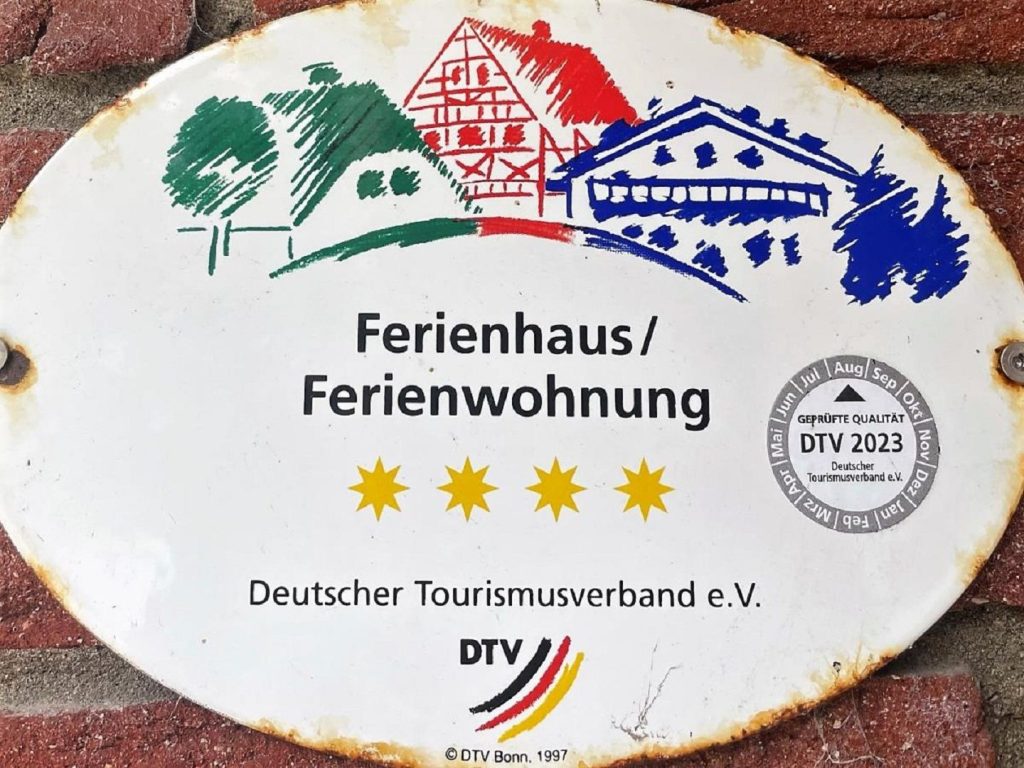 Ferienhaus/
Ferienwohnung
Jan Feb Mrz Apr Mai Jun Jul Aug Sep Okt Nov Dez
GEPRÜFTE QUALITÄT
DTV 2023
Deutscher
Tourismusverband e.V.
Deutscher Tourismusverband e.V.
DTV
© DTV Bonn, 1997